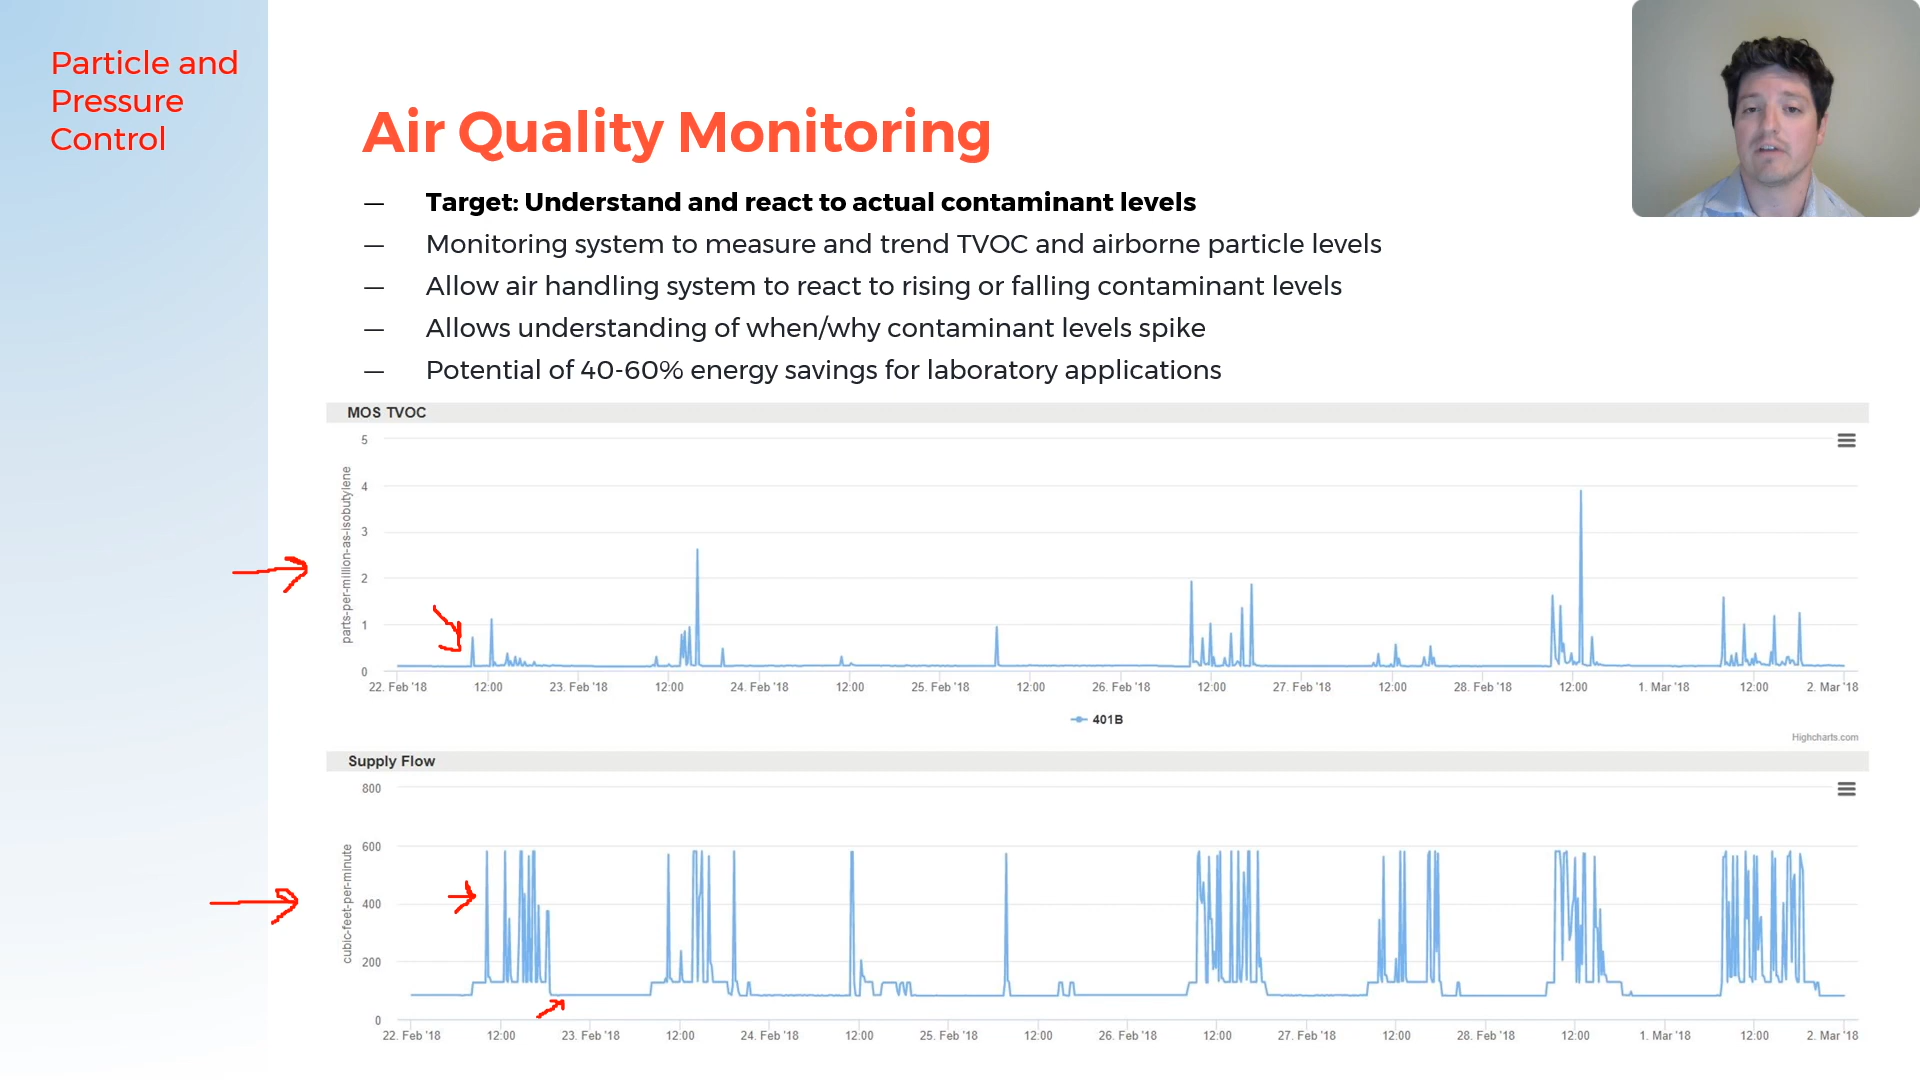 Particle and
Pressure
Control
Air Quality Monitoring
— Target: Understand and react to actual contaminant levels
— Monitoring system to measure and trend TVOC and airborne particle levels
— Allow air handling system to react to rising or falling contaminant levels
— Allows understanding of when/why contaminant levels spike
— Potential of 40-60% energy savings for laboratory applications
MOS TVOC
parts-per-million-as-isobutylene
5
4
3
2
1
0
22. Feb '18 12:00 23. Feb '18 12:00 24. Feb '18 12:00 25. Feb '18 12:00 26. Feb '18 12:00 27. Feb '18 12:00 28. Feb '18 12:00 1. Mar '18 12:00 2. Mar '18
401B
Highcharts.com
Supply Flow
cubic-feet-per-minute
800
600
400
200
0
22. Feb '18 12:00 23. Feb '18 12:00 24. Feb '18 12:00 25. Feb '18 12:00 26. Feb '18 12:00 27. Feb '18 12:00 28. Feb '18 12:00 1. Mar '18 12:00 2. Mar '18